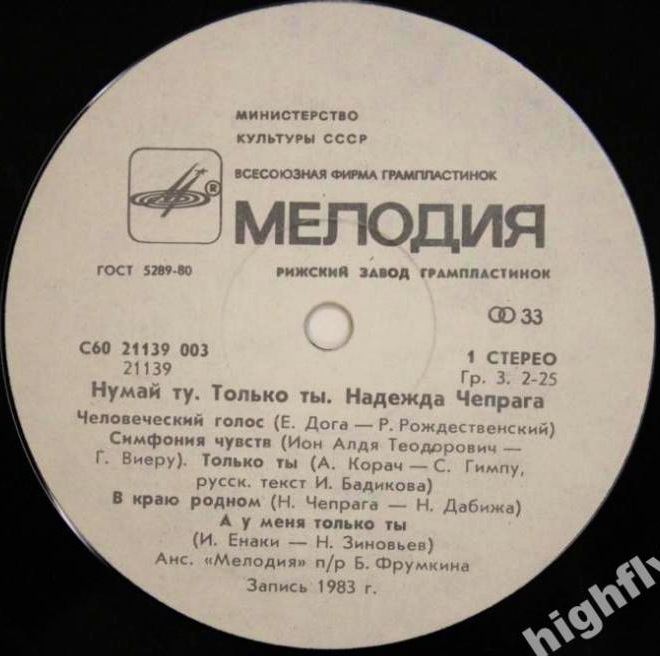 МИНИСТЕРСТВО
КУЛЬТУРЫ СССР
ВСЕСОЮЗНАЯ ФИРМА ГРАМПЛАСТИНОК
®
МЕЛОДИЯ
ГОСТ 5289-80
РИЖСКИЙ ЗАВОД ГРАМПЛАСТИНОК
33
С60 21139 003
21139
1 СТЕРЕО
Гр. 3. 2-25
Нумай ту. Только ты. Надежда Чепрага
Человеческий голос (Е. Дога — Р. Рождественский)
Симфония чувств (Ион Алдя Теодорович —
Г. Виеру). Только ты (А. Корач — С. Гимпу,
русск. текст И. Бадикова)
В краю родном (Н. Чепрага — Н. Дабижа)
А у меня только ты
(И. Енаки — Н. Зиновьев)
Анс. «Мелодия» п/р Б. Фрумкина
Запись 1983 г.
highfly